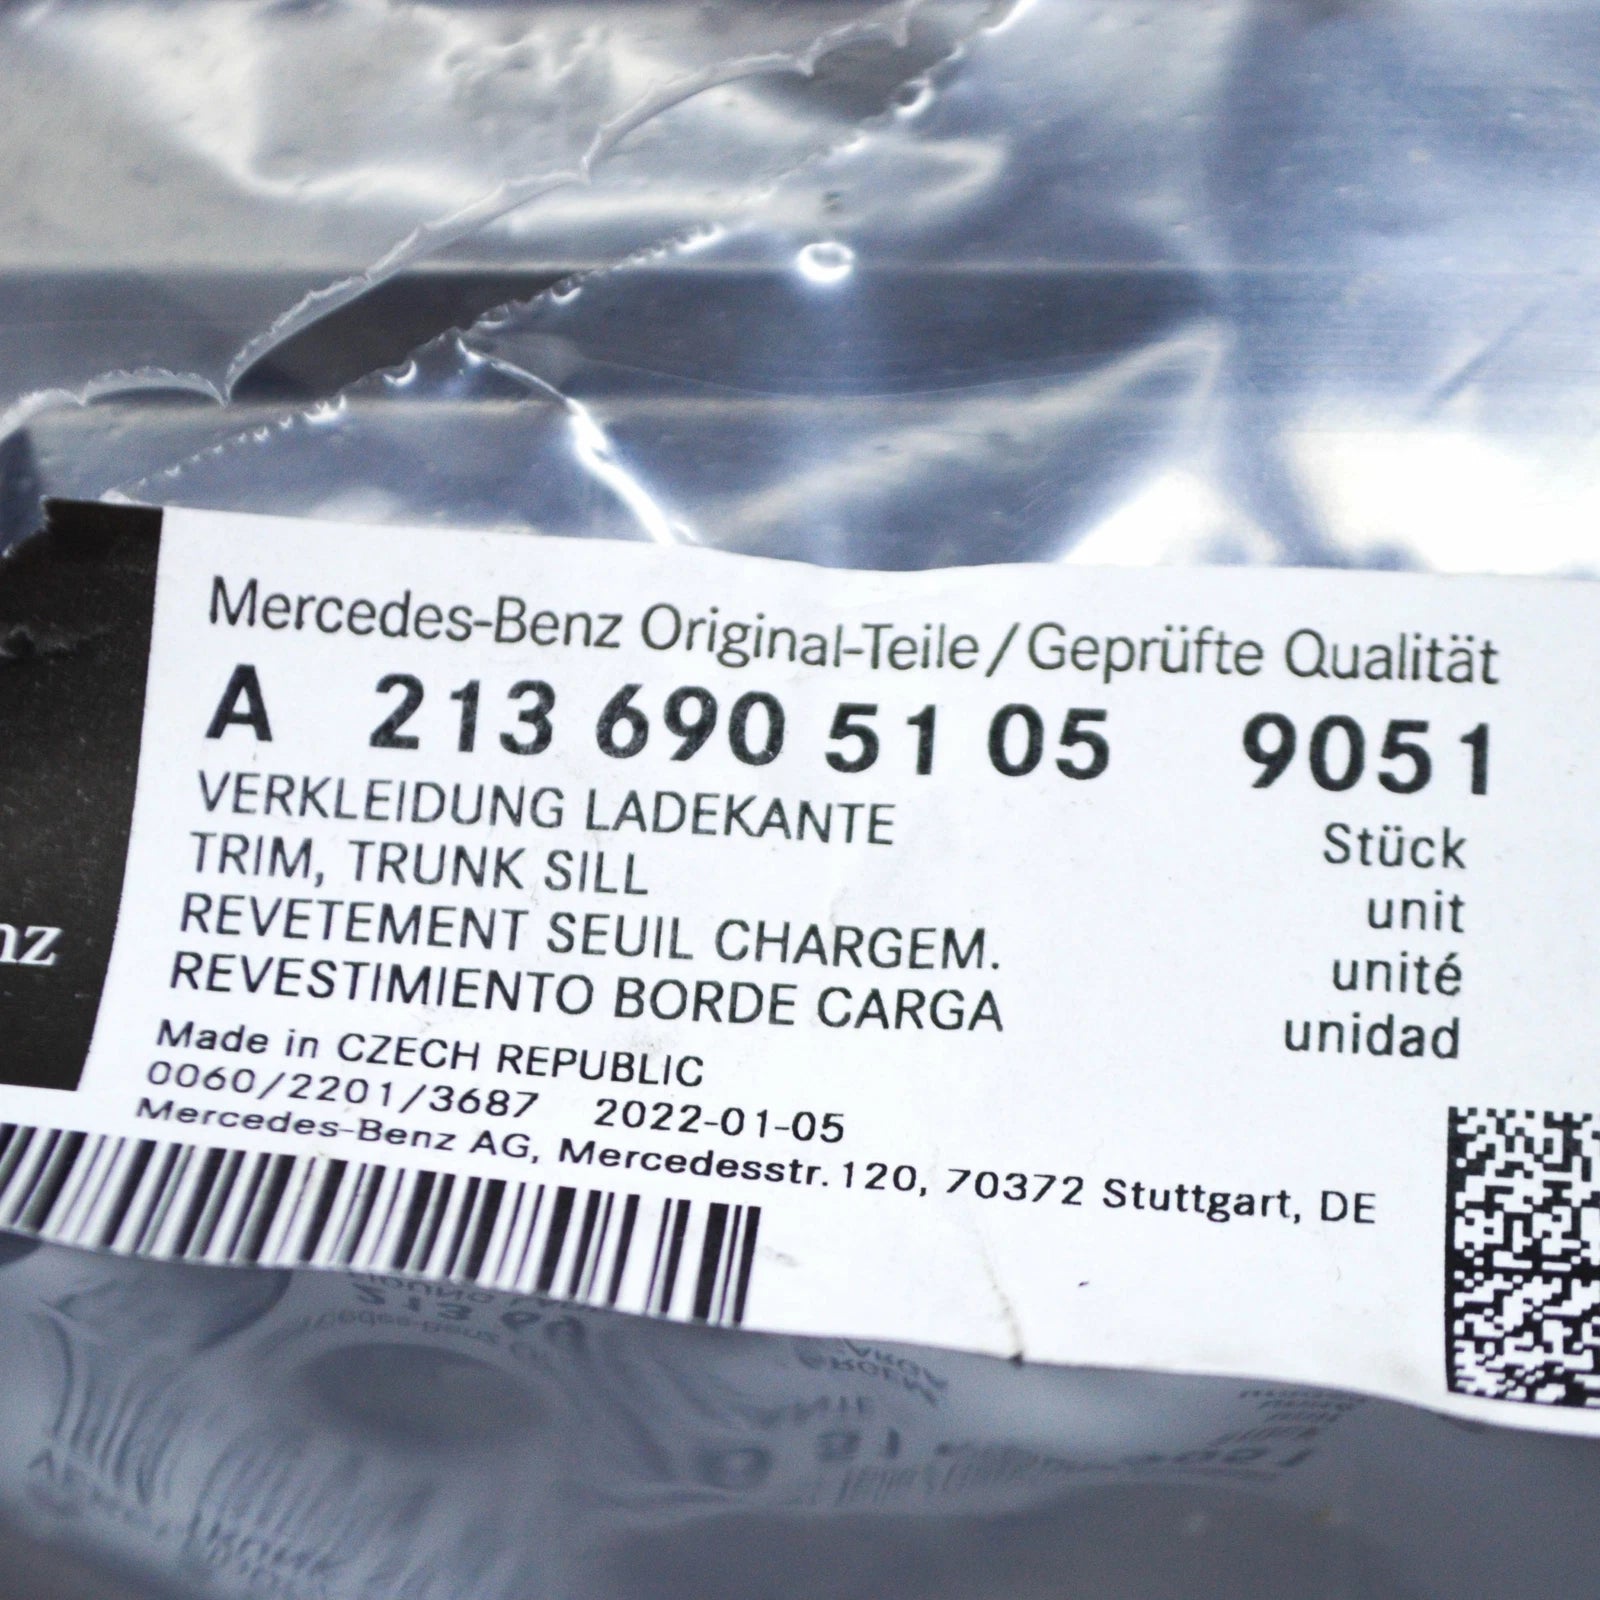 Mercedes-Benz Original-Teile / Geprüfte Qualität
A 213 690 51 05 9051
VERKLEIDUNG LADEKANTE Stück
TRIM, TRUNK SILL unit
REVETEMENT SEUIL CHARGEM. unité
REVESTIMIENTO BORDE CARGA unidad
Made in CZECH REPUBLIC
0060/2201/3687 2022-01-05
Mercedes-Benz AG, Mercedesstr. 120, 70372 Stuttgart, DE
nz